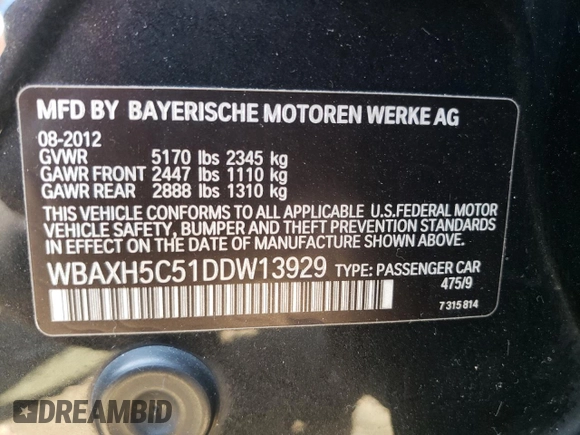 MFD BY BAYERISCHE MOTOREN WERKE AG
08-2012
GVWR 5170 lbs 2345 kg
GAWR FRONT 2447 lbs 1110 kg
GAWR REAR 2888 lbs 1310 kg
THIS VEHICLE CONFORMS TO ALL APPLICABLE U.S.FEDERAL MOTOR
VEHICLE SAFETY, BUMPER AND THEFT PREVENTION STANDARDS
IN EFFECT ON THE DATE OF MANUFACTURE SHOWN ABOVE.
WBAXH5C51DDW13929 TYPE: PASSENGER CAR
475/9
7 315 814
DREAMBID